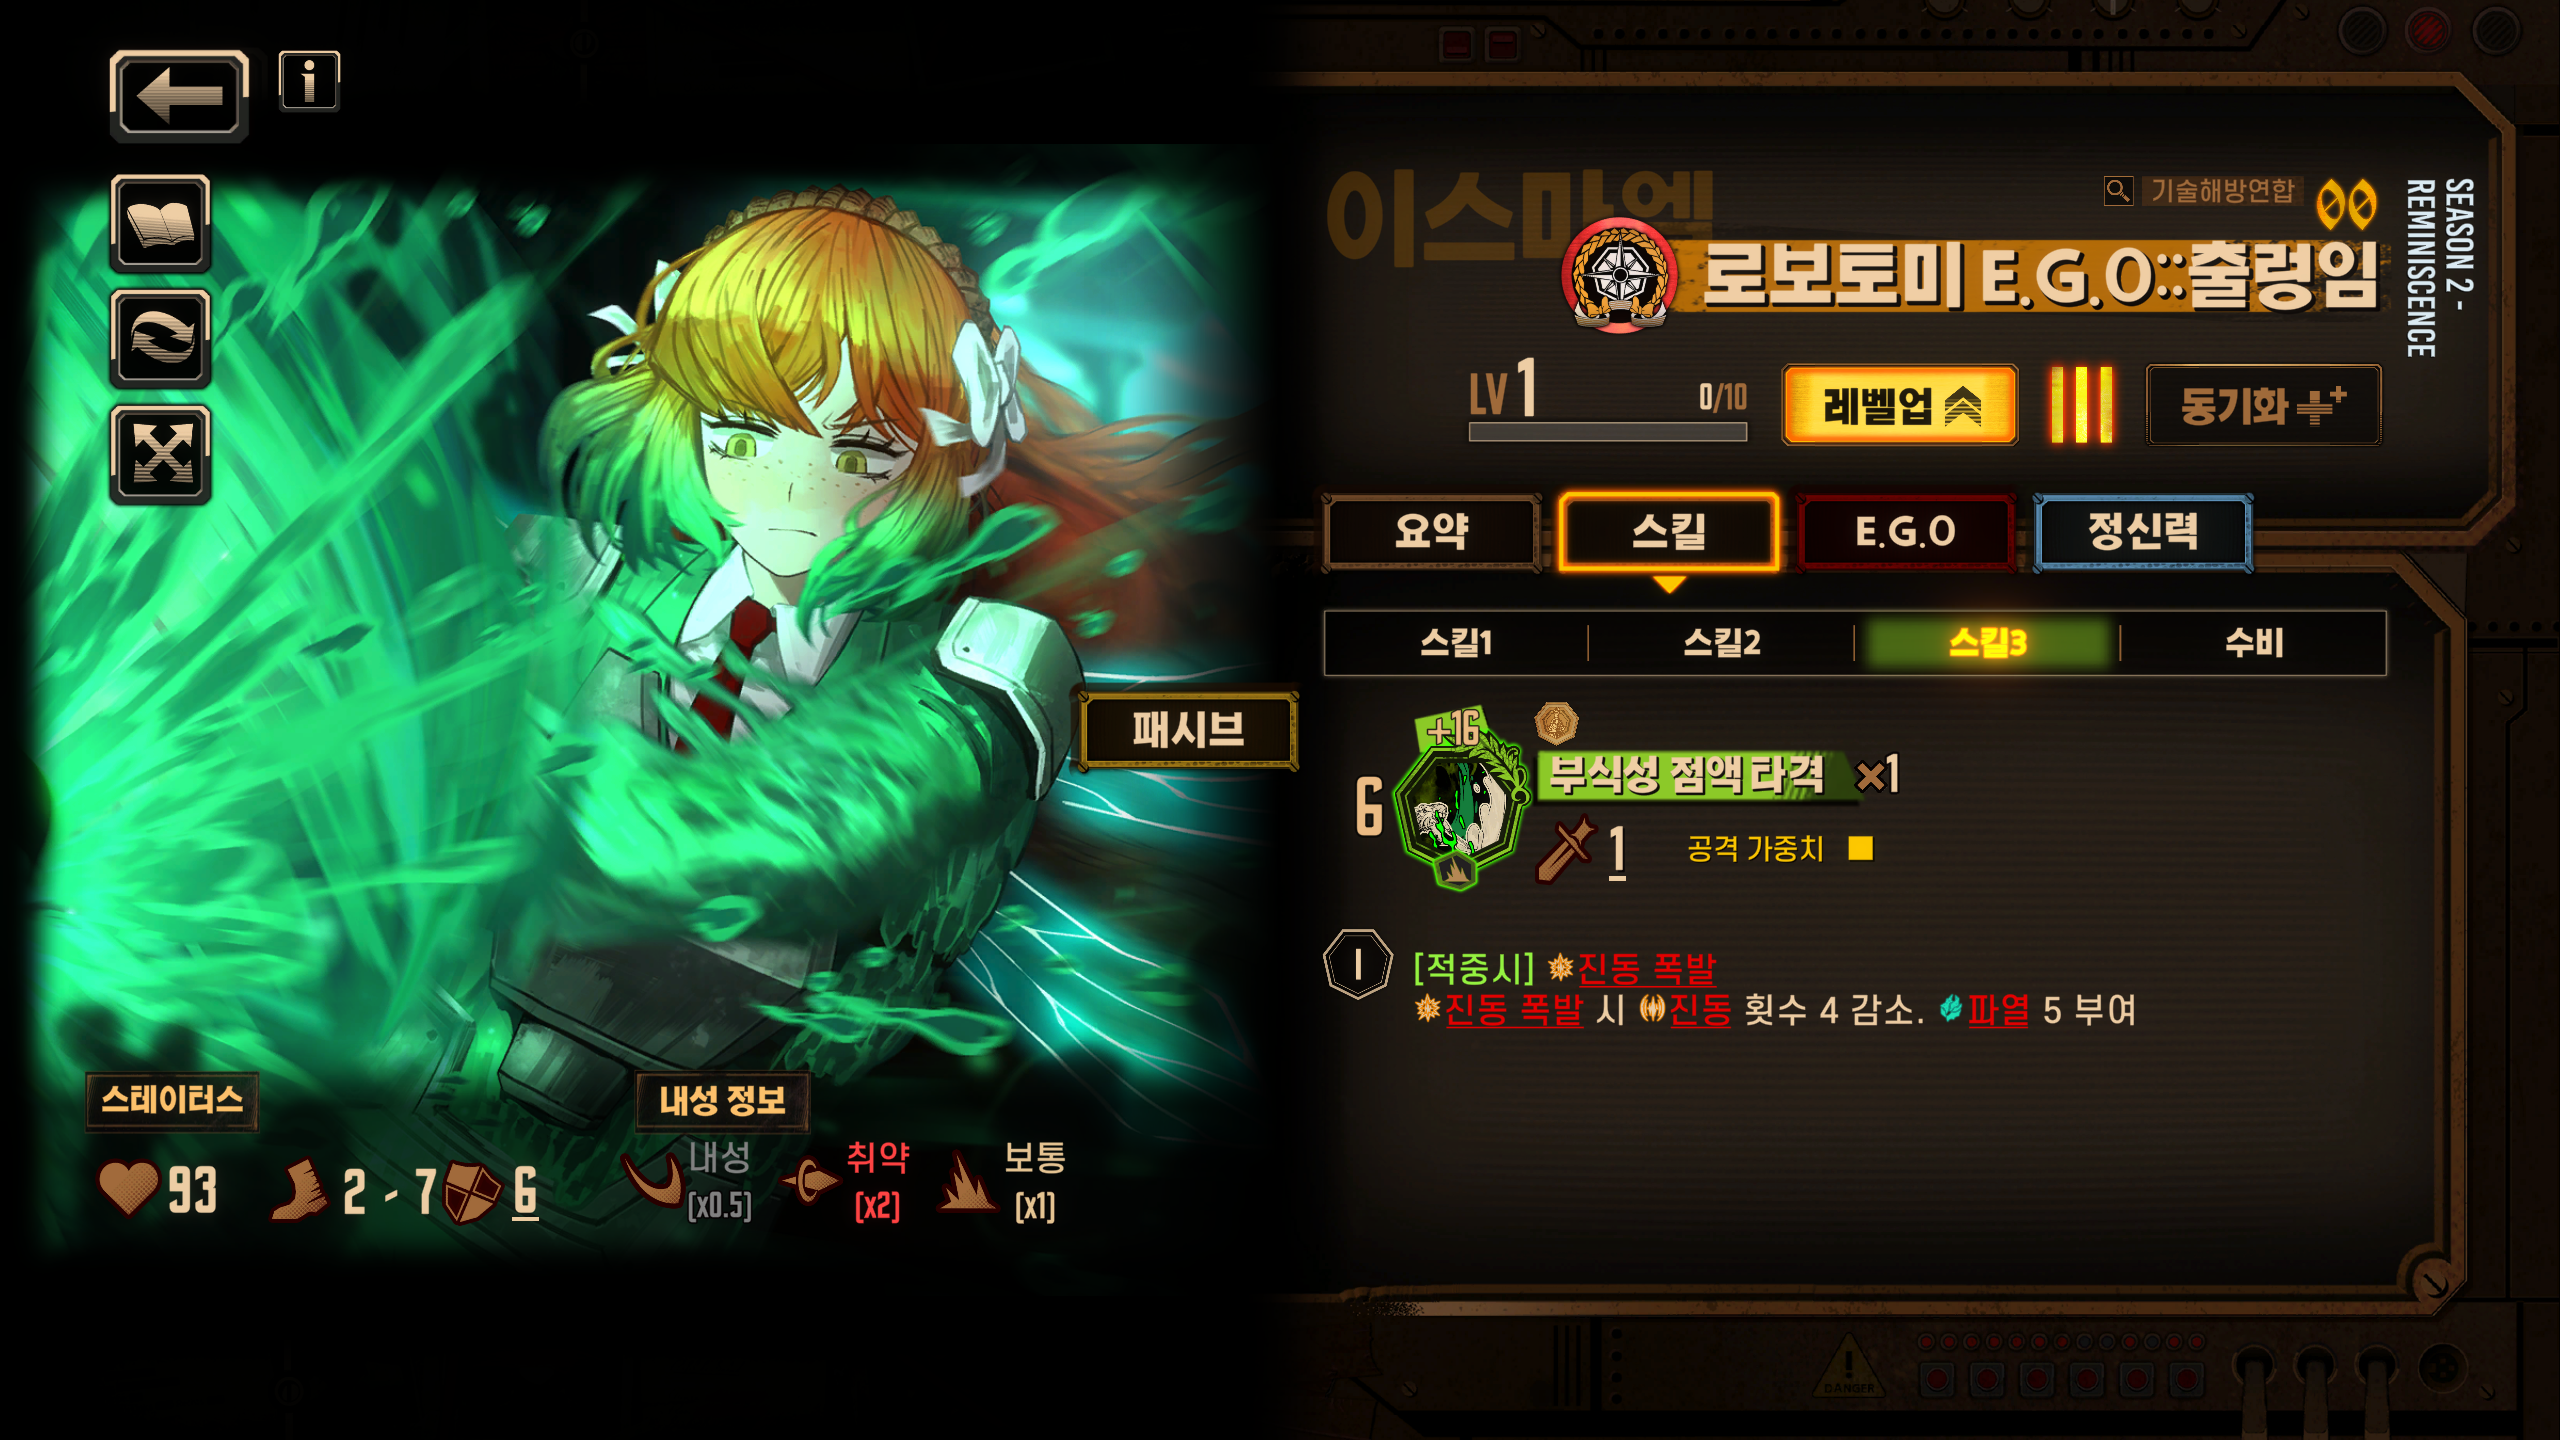 이스마엘
기술해방연합
로보토미 E.G.O::출렁임
SEASON 2 -
REMINISCENCE
LV 1
0/10
레벨업
동기화
요약
스킬
E.G.O
정신력
스킬1
스킬2
스킬3
수비
패시브
+16
6
부식성 점액 타격 ×1
1
공격 가중치
[적중시] 진동 폭발
진동 폭발 시 진동 횟수 4 감소. 파열 5 부여
스테이터스
93
2 - 7
6
내성 정보
내성
[x0.5]
취약
[x2]
보통
[x1]
DANGER